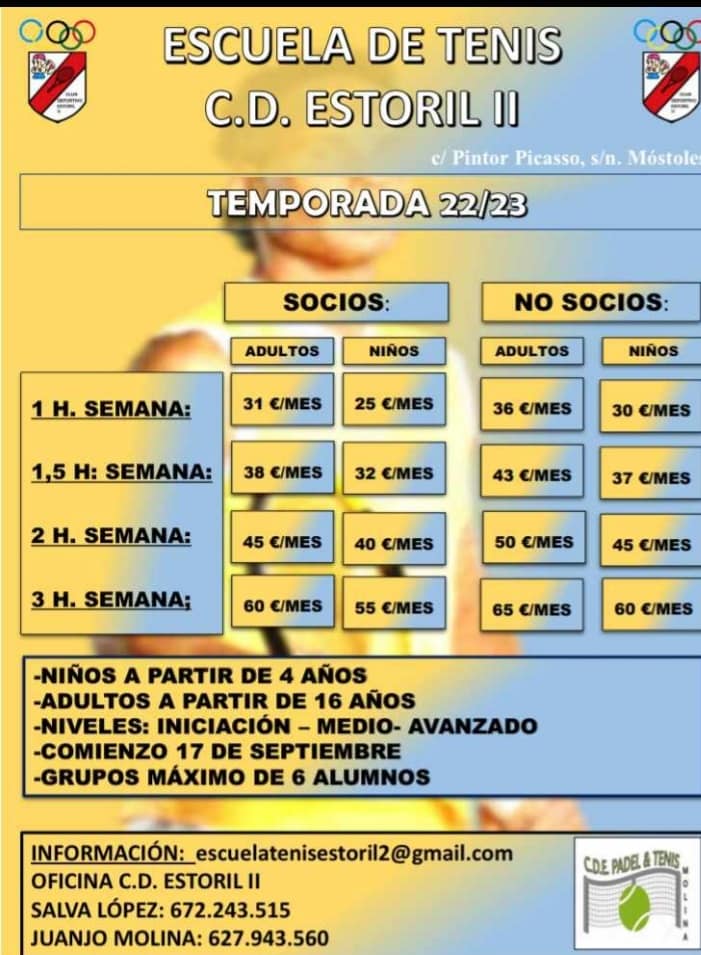 ESCUELA DE TENIS
C.D. ESTORIL II
c/ Pintor Picasso, s/n. Móstoles
TEMPORADA 22/23
SOCIOS: NO SOCIOS:
ADULTOS NIÑOS ADULTOS NIÑOS
1 H. SEMANA: 31 €/MES 25 €/MES 36 €/MES 30 €/MES
1,5 H: SEMANA: 38 €/MES 32 €/MES 43 €/MES 37 €/MES
2 H. SEMANA: 45 €/MES 40 €/MES 50 €/MES 45 €/MES
3 H. SEMANA; 60 €/MES 55 €/MES 65 €/MES 60 €/MES
-NIÑOS A PARTIR DE 4 AÑOS
-ADULTOS A PARTIR DE 16 AÑOS
-NIVELES: INICIACIÓN – MEDIO- AVANZADO
-COMIENZO 17 DE SEPTIEMBRE
-GRUPOS MÁXIMO DE 6 ALUMNOS
INFORMACIÓN: escuelatenisestoril2@gmail.com
OFICINA C.D. ESTORIL II
SALVA LÓPEZ: 672.243.515
JUANJO MOLINA: 627.943.560
C.D.E. PADEL & TENIS
MOLINA